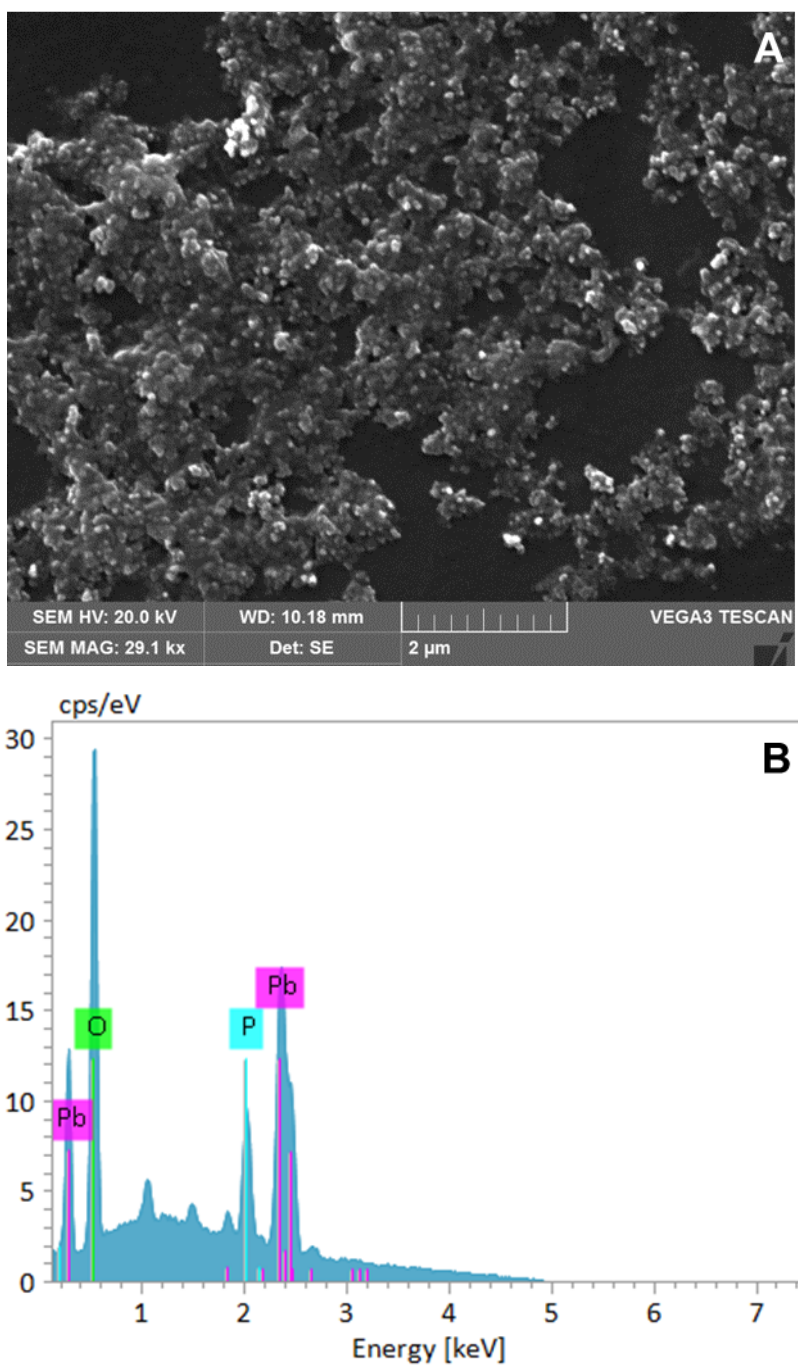 A
SEM HV: 20.0 kV
WD: 10.18 mm
VEGA3 TESCAN
SEM MAG: 29.1 kx
Det: SE
2 µm
cps/eV
B
30
25
20
15
10
5
0
Pb
O
P
Pb
1
2
3
4
5
6
7
Energy [keV]